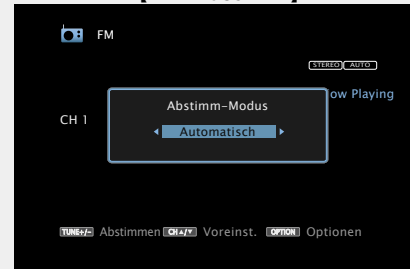 FM
STEREO AUTO
ow Playing
Abstimm-Modus
CH 1
Automatisch
TUNE+/- Abstimmen CH▲/▼ Voreinst. OPTION Optionen